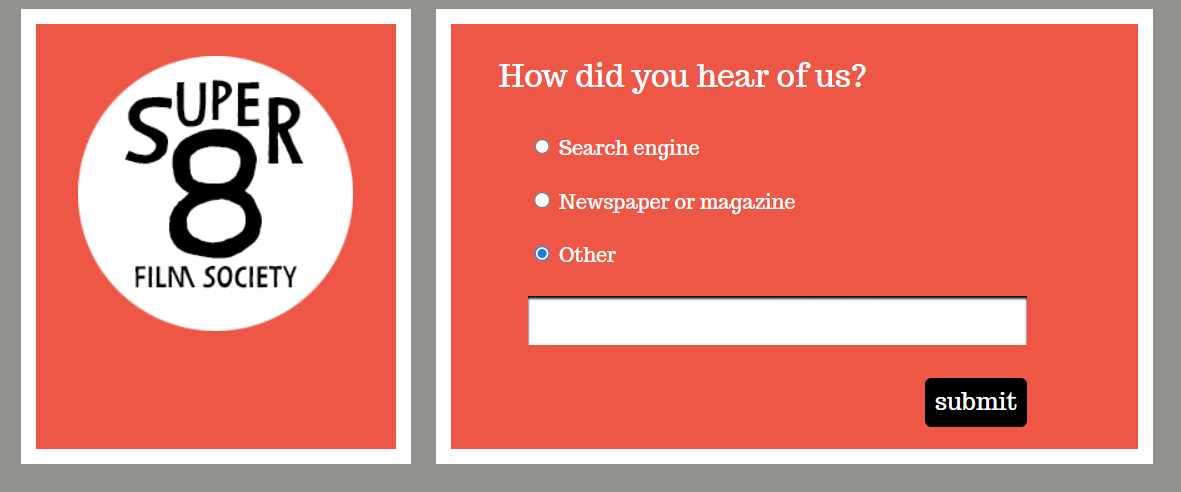 SUPER
8
FILM SOCIETY
How did you hear of us?
Search engine
Newspaper or magazine
Other
submit